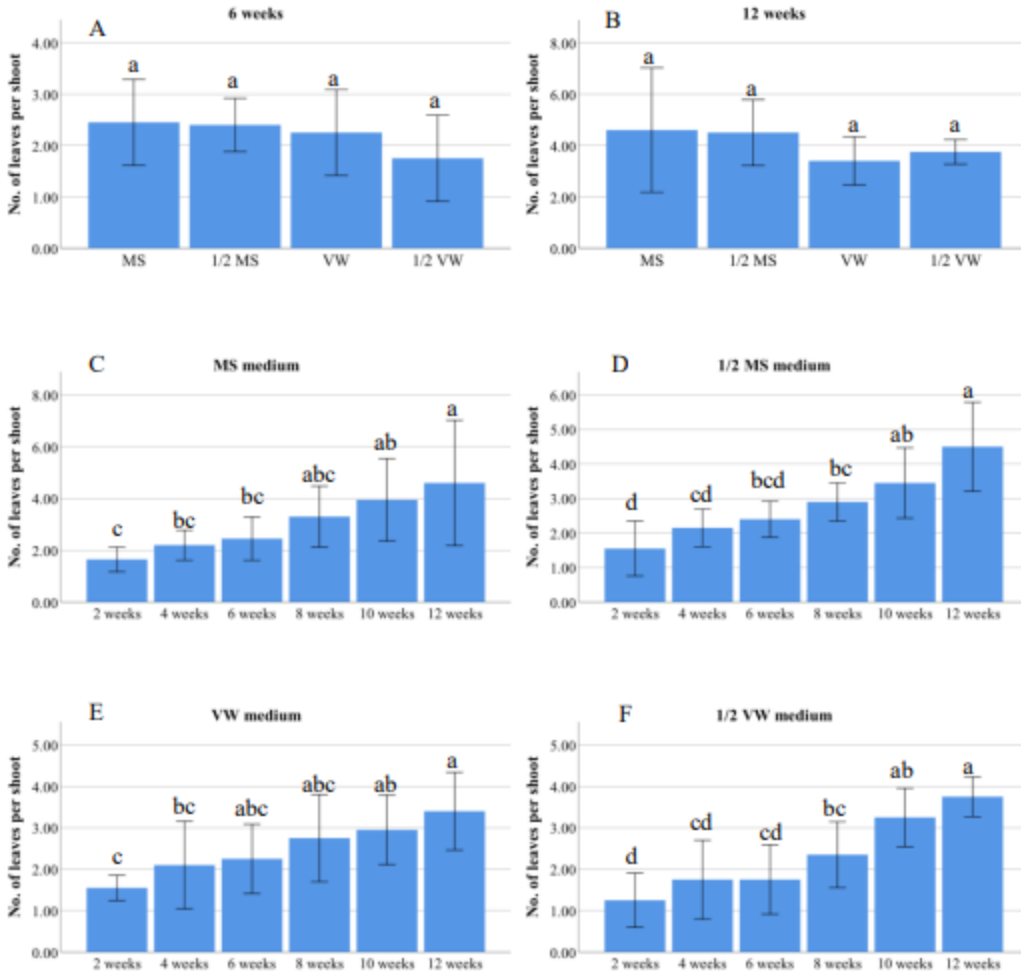 A
6 weeks
No. of leaves per shoot
4.00
3.00
2.00
1.00
0.00
a
a
a
a
MS
1/2 MS
VW
1/2 VW
B
12 weeks
No. of leaves per shoot
8.00
6.00
4.00
2.00
0.00
a
a
a
a
MS
1/2 MS
VW
1/2 VW
C
MS medium
No. of leaves per shoot
8.00
6.00
4.00
2.00
0.00
c
bc
bc
abc
ab
a
2 weeks
4 weeks
6 weeks
8 weeks
10 weeks
12 weeks
D
1/2 MS medium
No. of leaves per shoot
6.00
5.00
4.00
3.00
2.00
1.00
0.00
d
cd
bcd
bc
ab
a
2 weeks
4 weeks
6 weeks
8 weeks
10 weeks
12 weeks
E
VW medium
No. of leaves per shoot
5.00
4.00
3.00
2.00
1.00
0.00
c
bc
abc
abc
ab
a
2 weeks
4 weeks
6 weeks
8 weeks
10 weeks
12 weeks
F
1/2 VW medium
No. of leaves per shoot
5.00
4.00
3.00
2.00
1.00
0.00
d
cd
cd
bc
ab
a
2 weeks
4 weeks
6 weeks
8 weeks
10 weeks
12 weeks